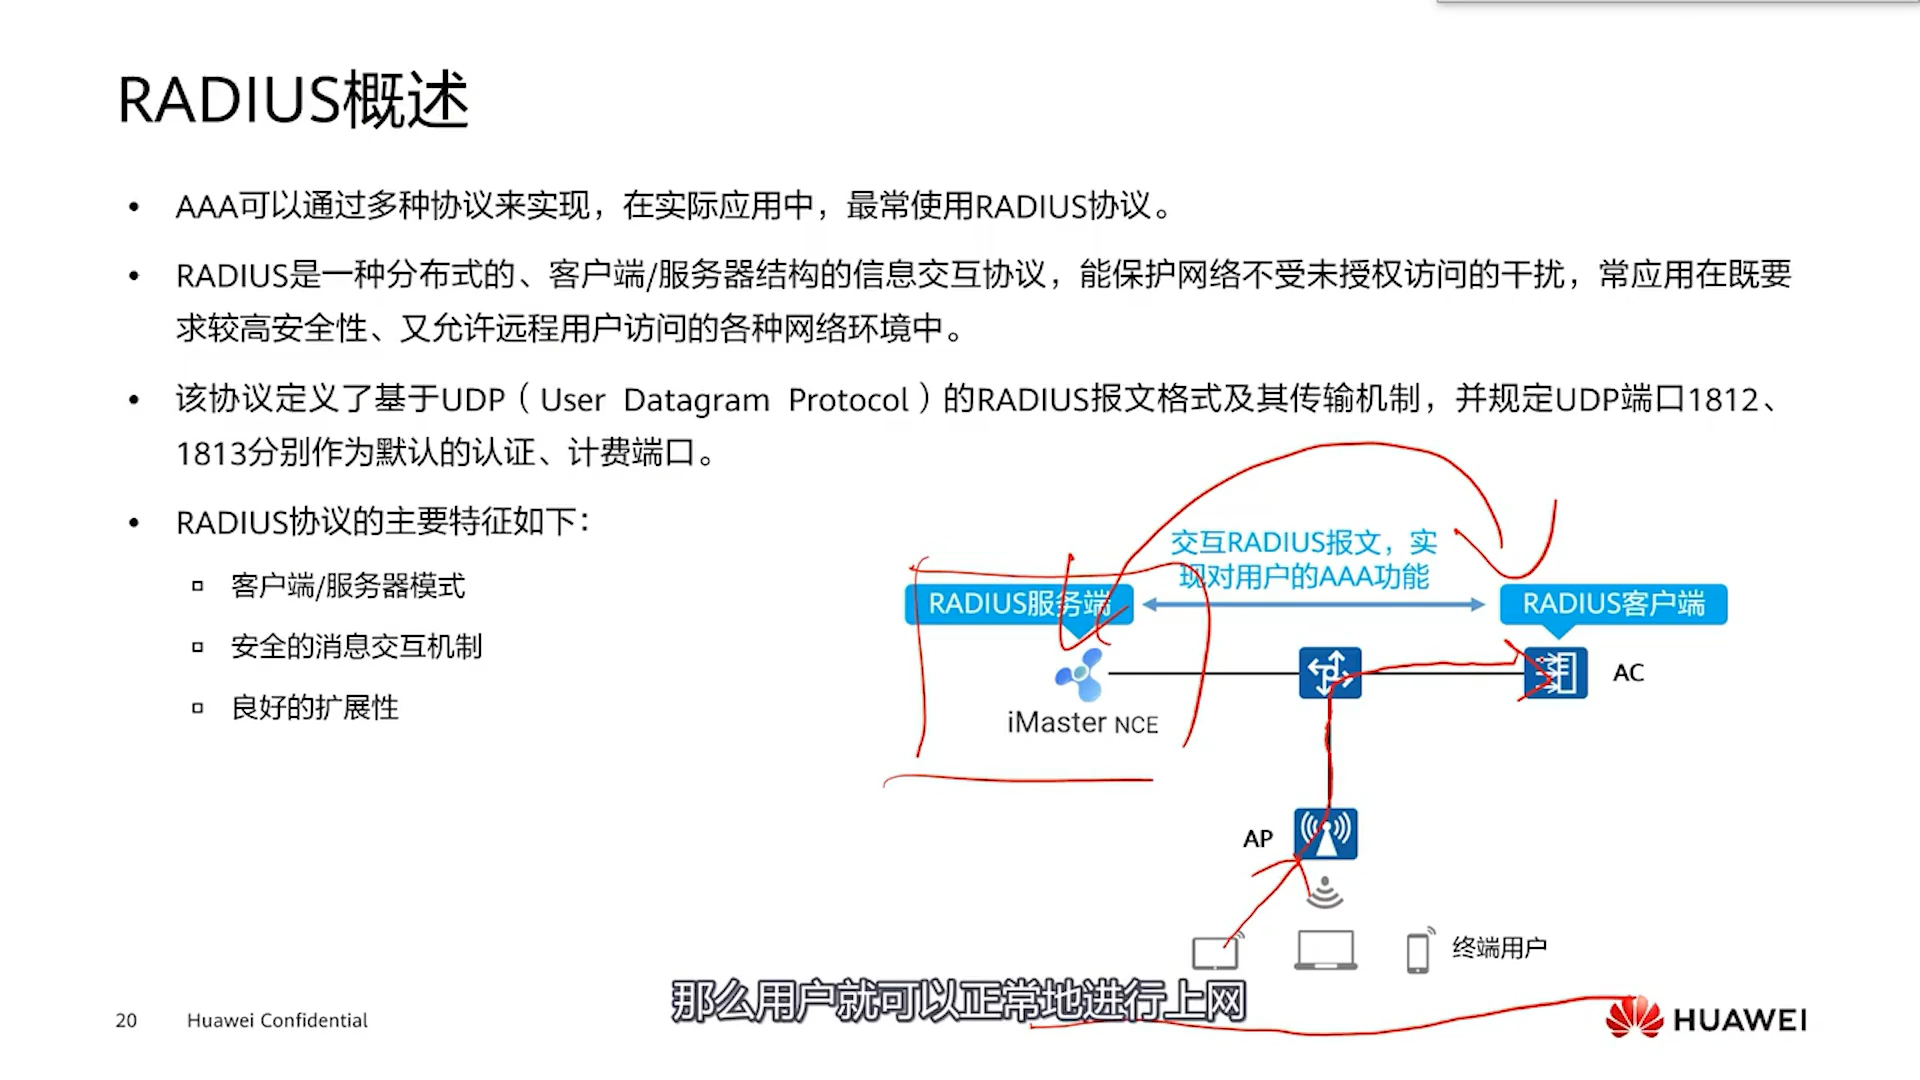 RADIUS概述
• AAA可以通过多种协议来实现，在实际应用中，最常使用RADIUS协议。
• RADIUS是一种分布式的、客户端/服务器结构的信息交互协议，能保护网络不受未授权访问的干扰，常应用在既要
求较高安全性、又允许远程用户访问的各种网络环境中。
• 该协议定义了基于UDP（User Datagram Protocol）的RADIUS报文格式及其传输机制，并规定UDP端口1812、
1813分别作为默认的认证、计费端口。
• RADIUS协议的主要特征如下：
▫ 客户端/服务器模式
▫ 安全的消息交互机制
▫ 良好的扩展性
交互RADIUS报文，实
现对用户的AAA功能
RADIUS服务端
RADIUS客户端
AC
iMaster NCE
AP
终端用户
那么用户就可以正常地进行上网
20 Huawei Confidential
HUAWEI